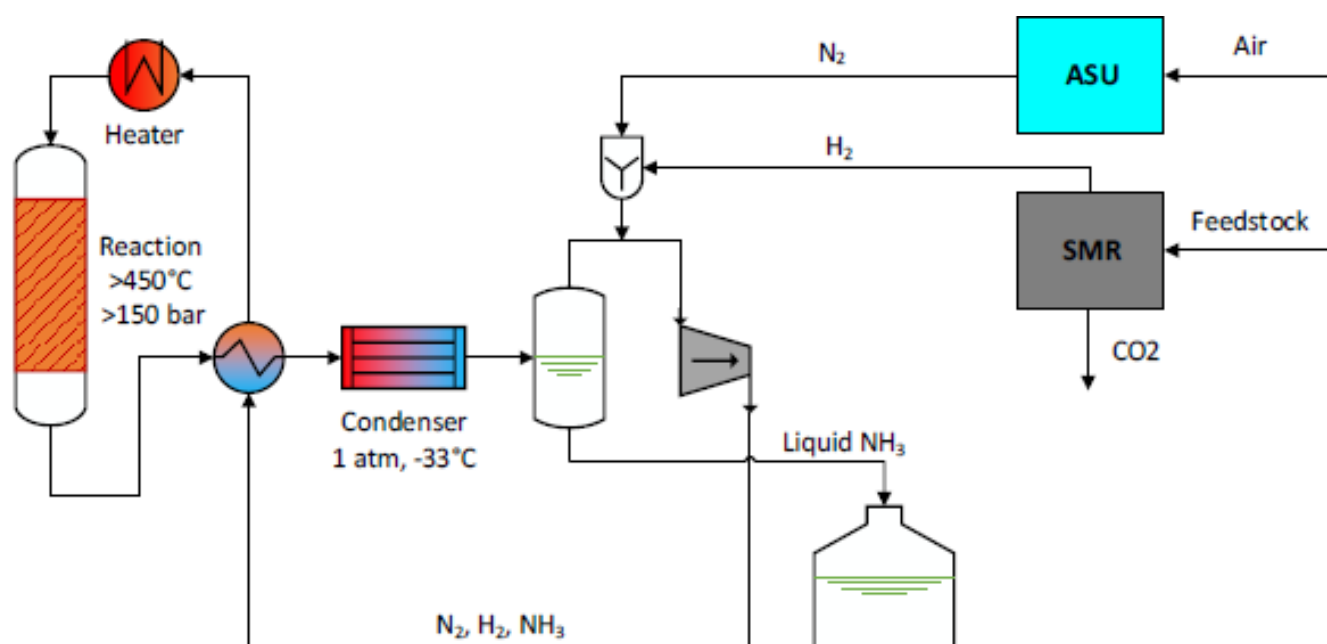 N₂
ASU
Air
Heater
H₂
Reaction
>450°C
>150 bar
SMR
Feedstock
CO2
Condenser
1 atm, -33°C
Liquid NH₃
N₂, H₂, NH₃